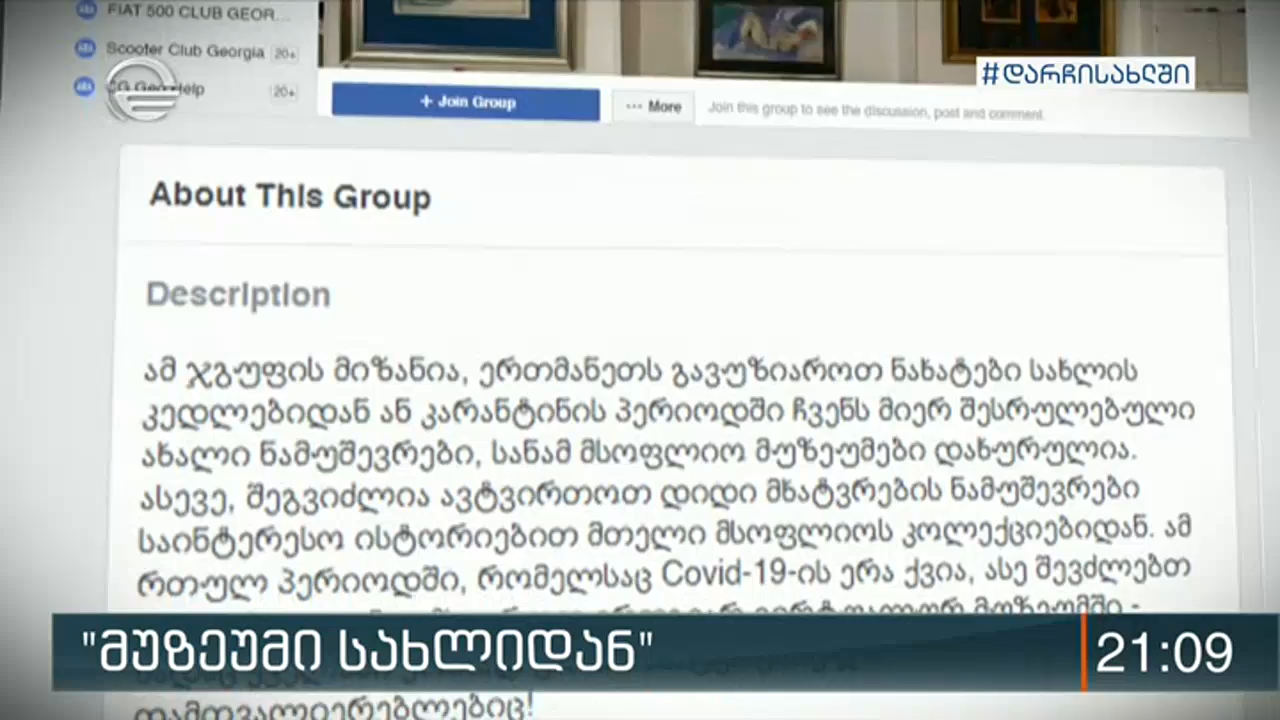 FIAT 500 CLUB GEOR...
Scooter Club Georgia 20+
20+
#დარჩისახლში
+ Join Group
... More
Join this group to see the discussion, post and comment.
About This Group
Description
ამ ჯგუფის მიზანია, ერთმანეთს გავუზიაროთ ნახატები სახლის
კედლებიდან ან კარანტინის პერიოდში ჩვენს მიერ შესრულებული
ახალი ნამუშევრები, სანამ მსოფლიო მუზეუმები დახურულია.
ასევე, შეგვიძლია ავტვირთოთ დიდი მხატვრების ნამუშევრები
საინტერესო ისტორიებით მთელი მსოფლიოს კოლექციებიდან. ამ
რთულ პერიოდში, რომელსაც Covid-19-ის ერა ქვია, ასე შევძლებთ
"მუზეუმი სახლიდან"
21:09
დამთვალიერებლებიც!